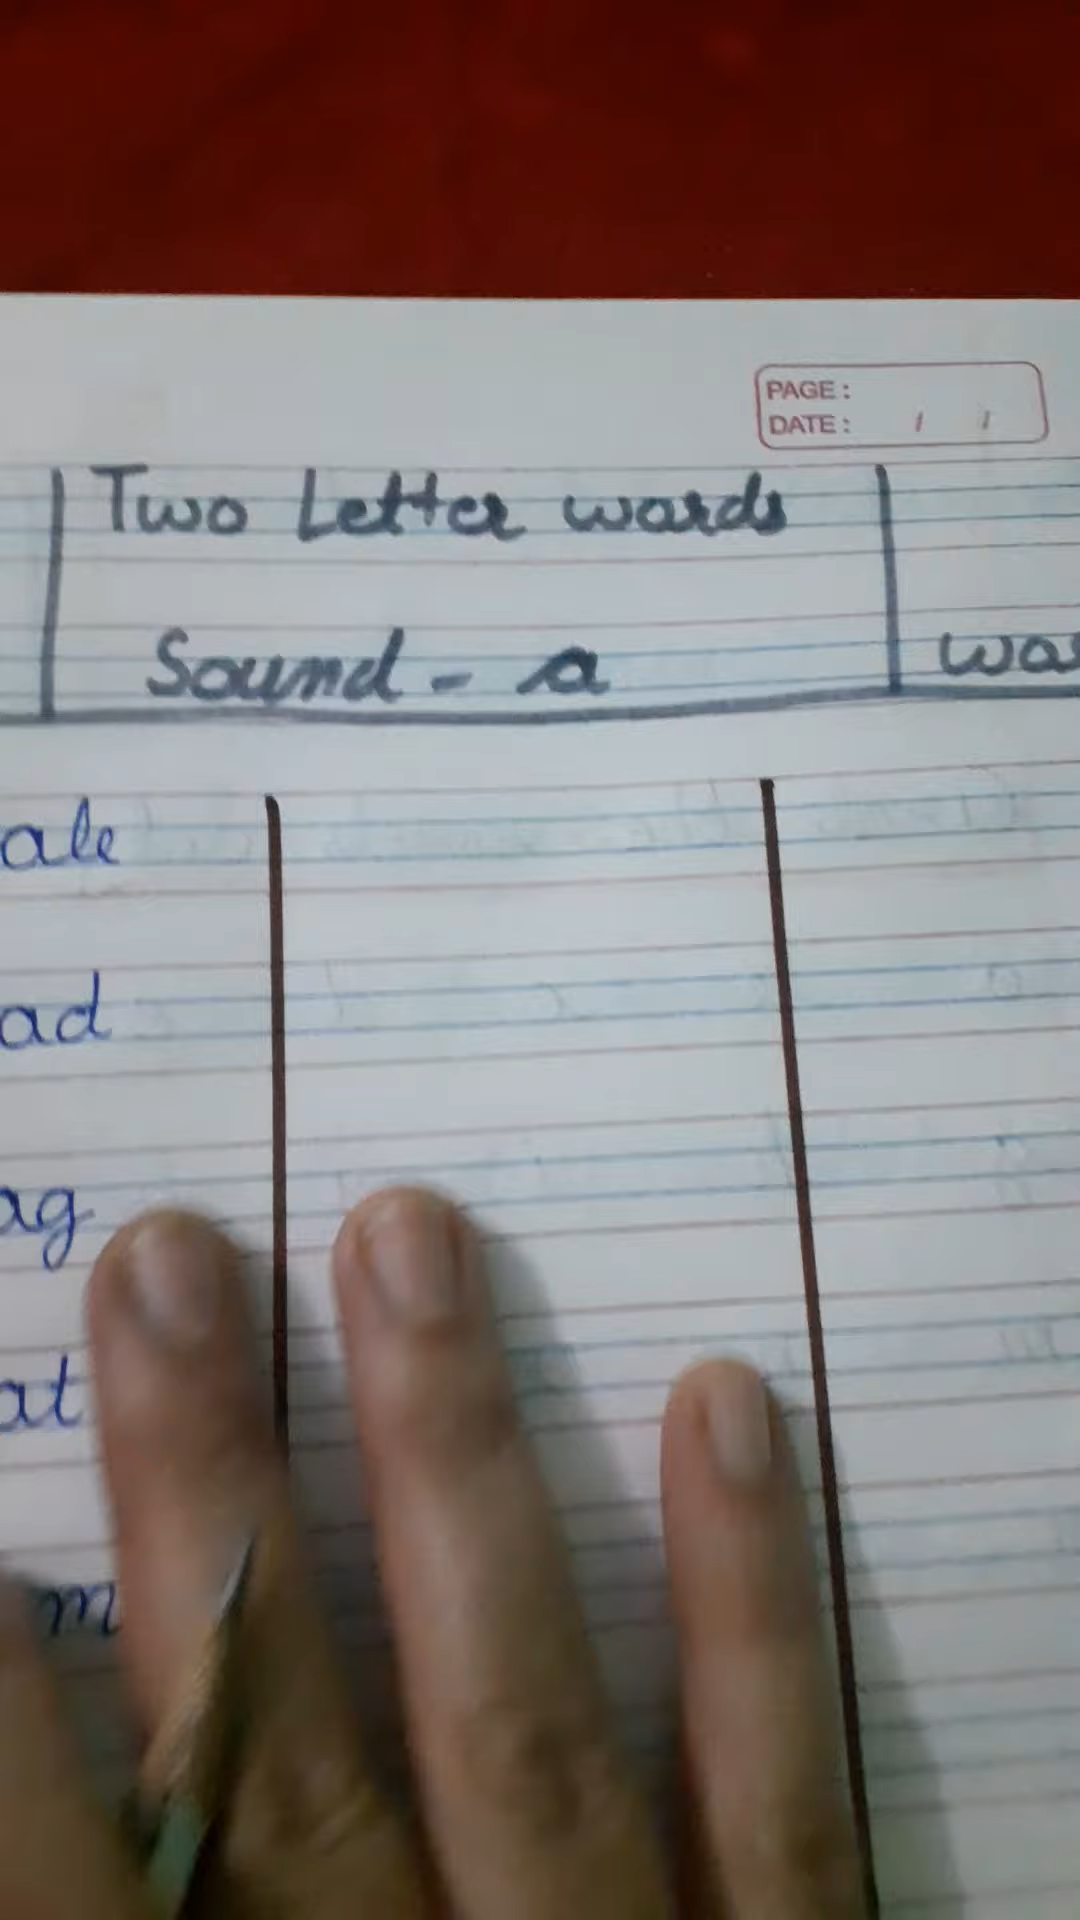 PAGE :
DATE : / /
Two Letter words
Sound - a
ale
ad
ag
at
m